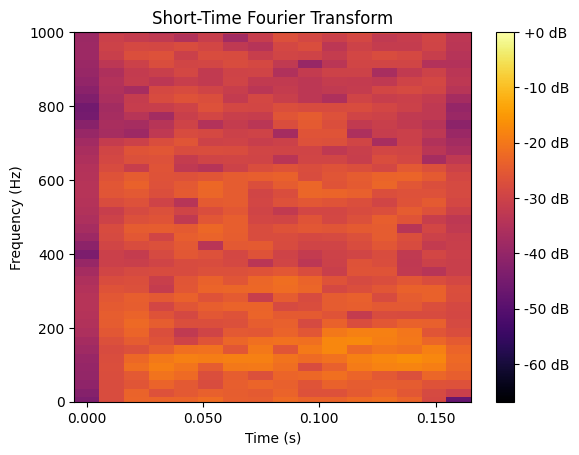 Short-Time Fourier Transform
Frequency (Hz)
1000
800
600
400
200
0
0.000
0.050
0.100
0.150
Time (s)
+0 dB
-10 dB
-20 dB
-30 dB
-40 dB
-50 dB
-60 dB